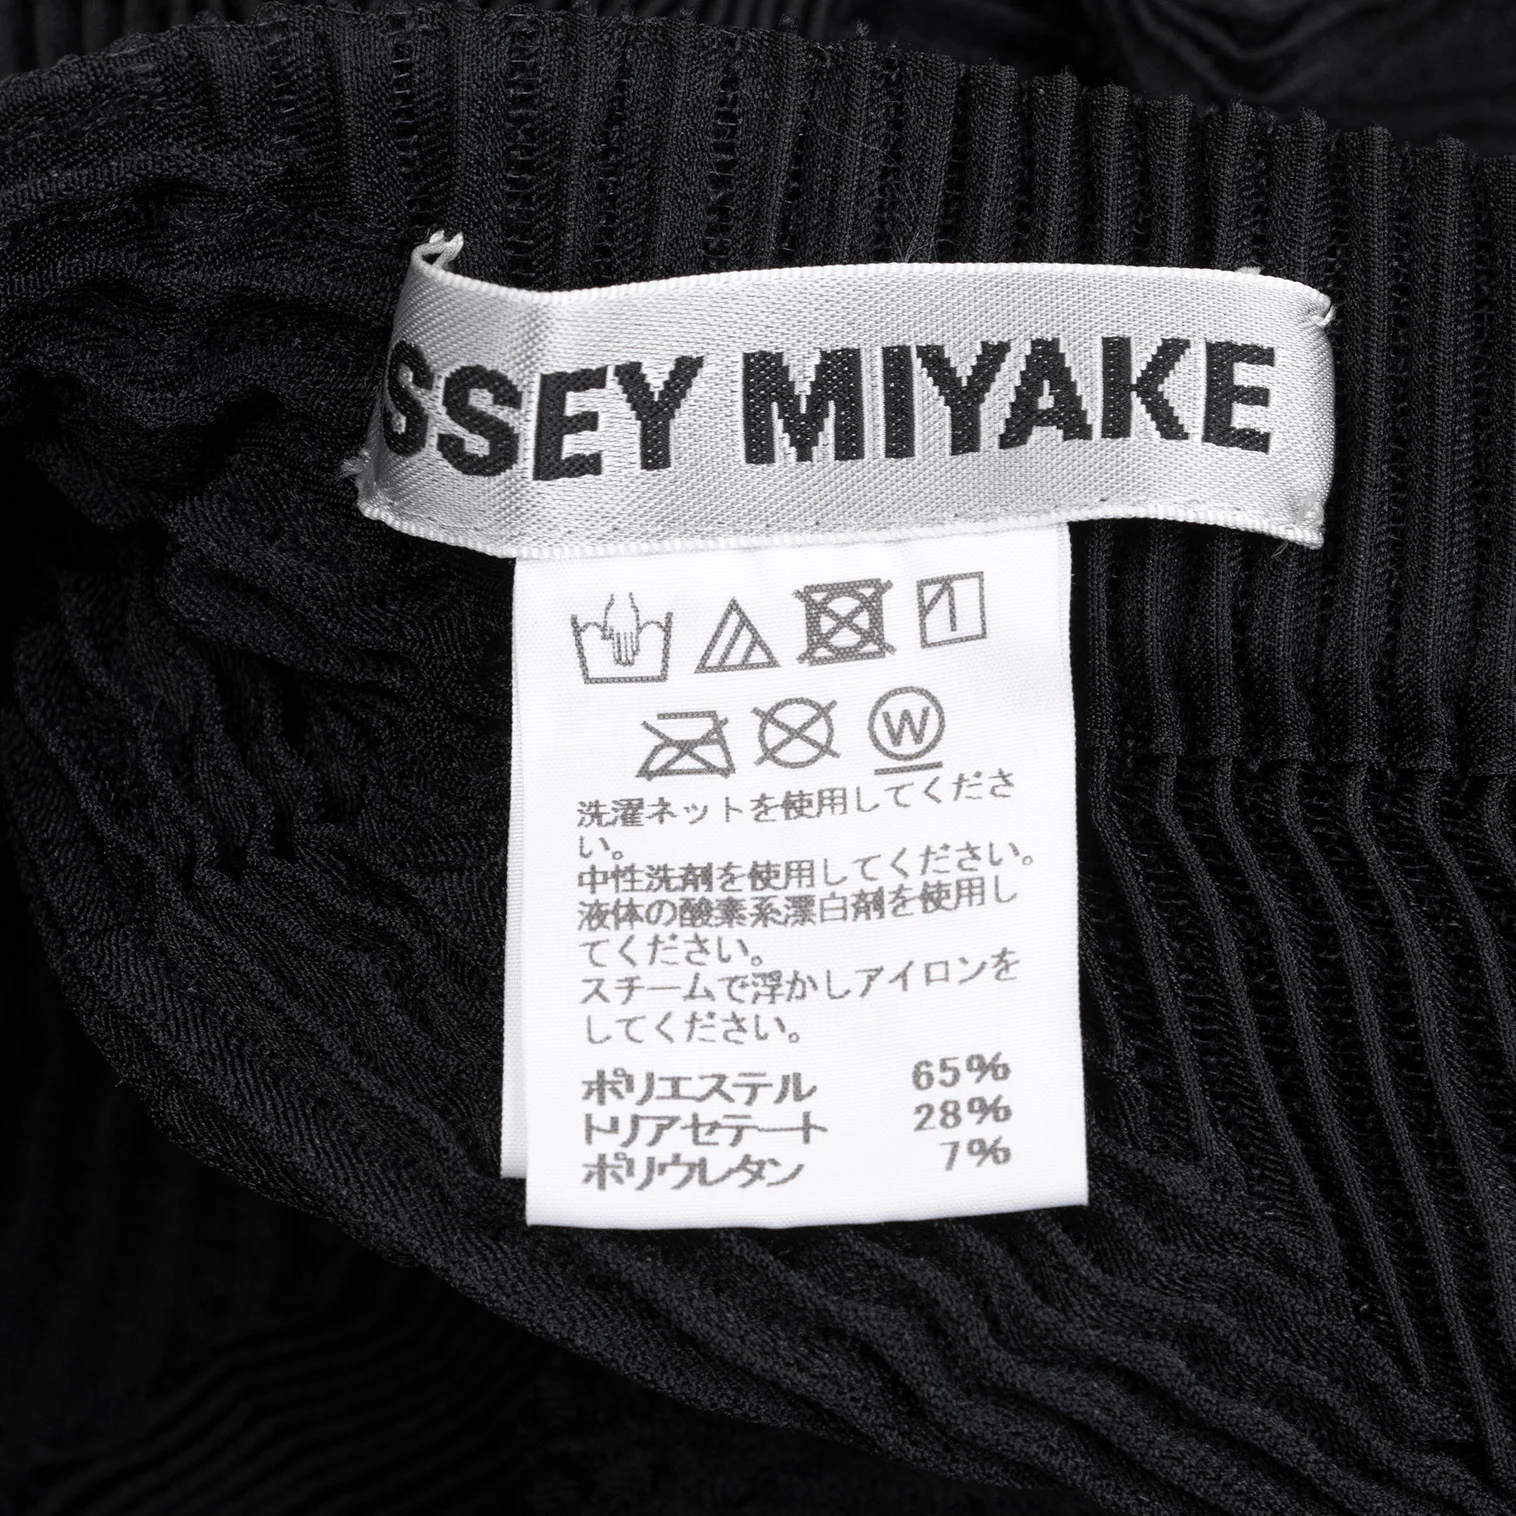 SSEY MIYAKE
W
洗濯ネットを使用してくださ
い。
中性洗剤を使用してください。
液体の酸素系漂白剤を使用し
てください。
スチームで浮かしアイロンを
してください。
ポリエステル 65%
トリアセテート 28%
ポリウレタン 7%